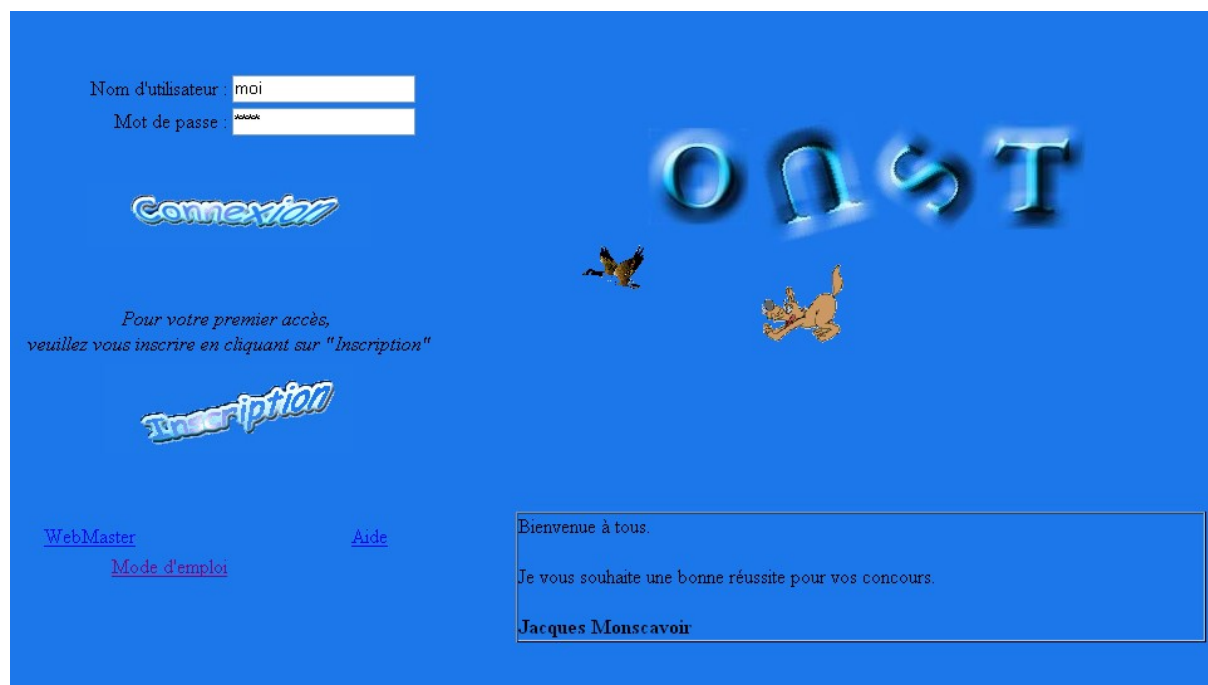 Nom d'utilisateur : moi
Mot de passe : ****
Connexion
Pour votre premier accès,
veuillez vous inscrire en cliquant sur "Inscription"
Inscription
WebMaster Aide
Mode d'emploi
O U S T
Bienvenue à tous.
Je vous souhaite une bonne réussite pour vos concours.
Jacques Monscavoir